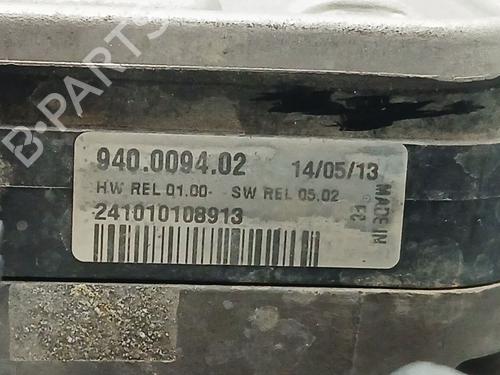 B-PARTS
940.0094.02 14/05/13
HW REL 01.00- SW REL 05.02
241010108913
MADE IN